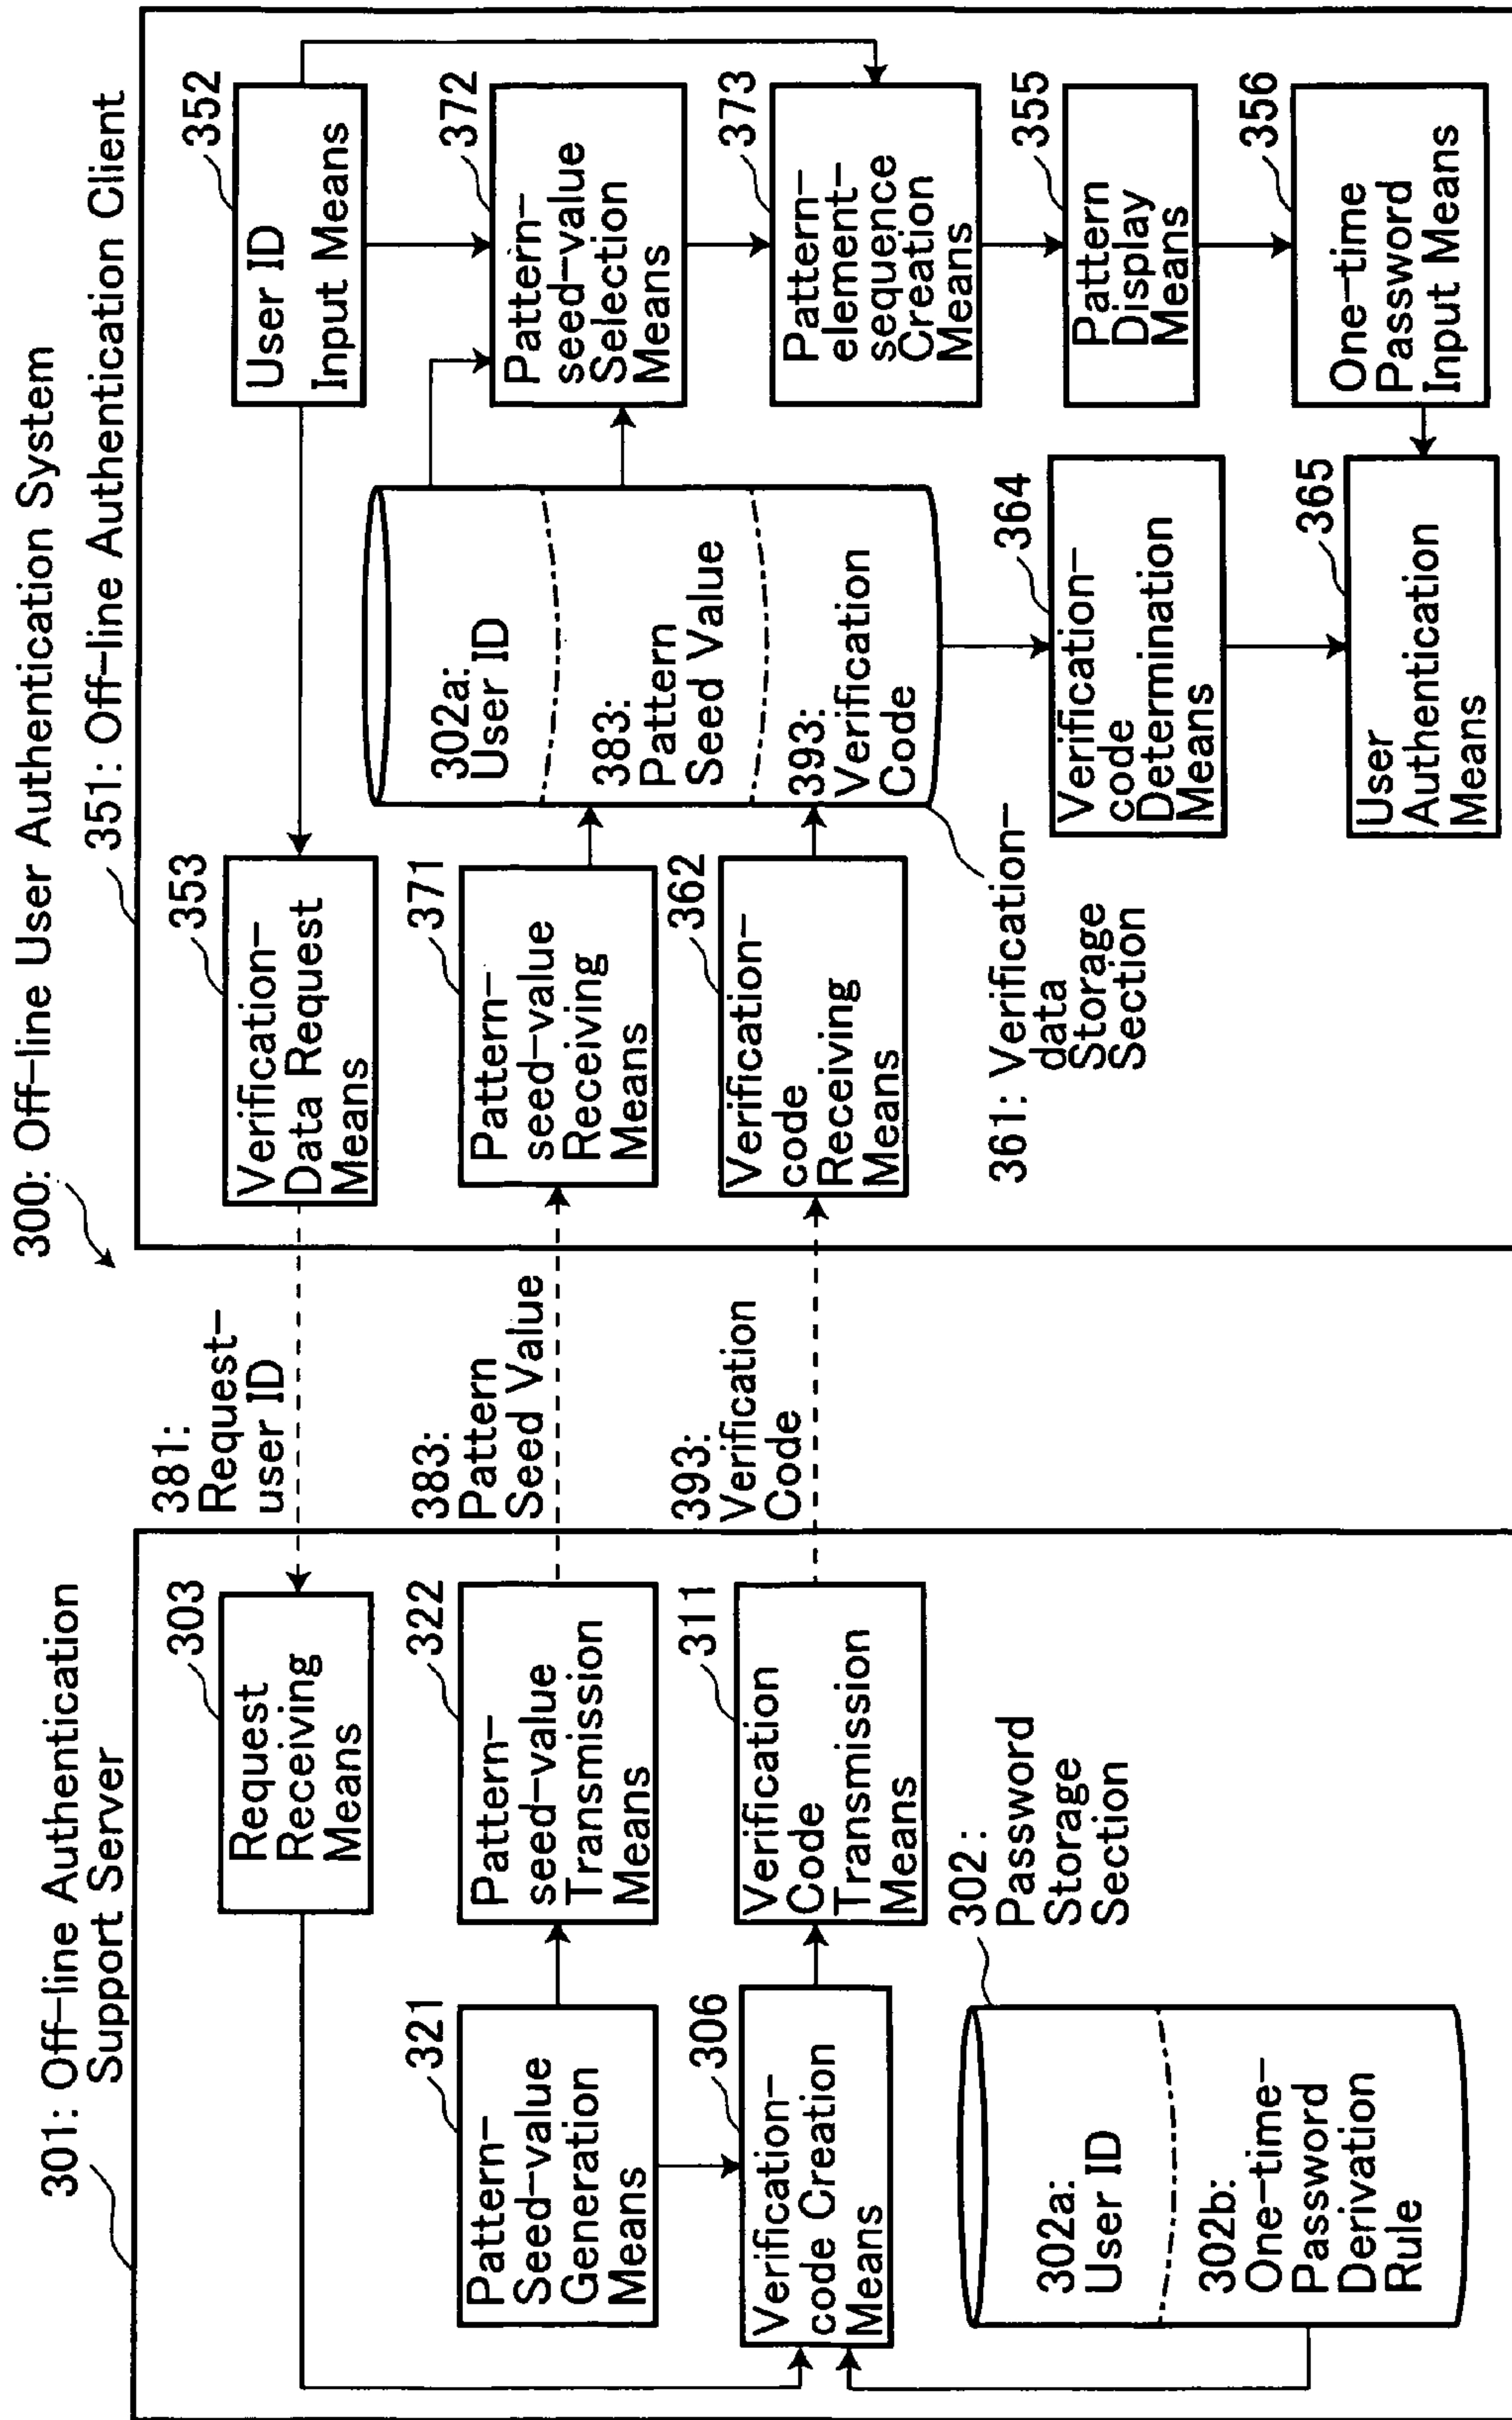 300: Off-line User Authentication System
301: Off-line Authentication
Support Server
303
Request
Receiving
Means
321
Pattern-
Seed-value
Generation
Means
322
Pattern-
seed-value
Transmission
Means
306
Verification-
code Creation
Means
311
Verification
Code
Transmission
Means
302:
Password
Storage
Section
302a:
User ID
302b:
One-time-
Password
Derivation
Rule
381:
Request-
user ID
383:
Pattern
Seed Value
393:
Verification
Code
351: Off-line Authentication Client
353
Verification-
Data Request
Means
352
User ID
Input Means
371
Pattern-
seed-value
Receiving
Means
362
Verification-
code
Receiving
Means
302a:
User ID
383:
Pattern
Seed Value
393:
Verification
Code
361: Verification-
data
Storage
Section
372
Pattern-
seed-value
Selection
Means
373
Pattern-
element-
sequence
Creation
Means
355
Pattern
Display
Means
356
One-time
Password
Input Means
364
Verification-
code
Determination
Means
365
User
Authentication
Means